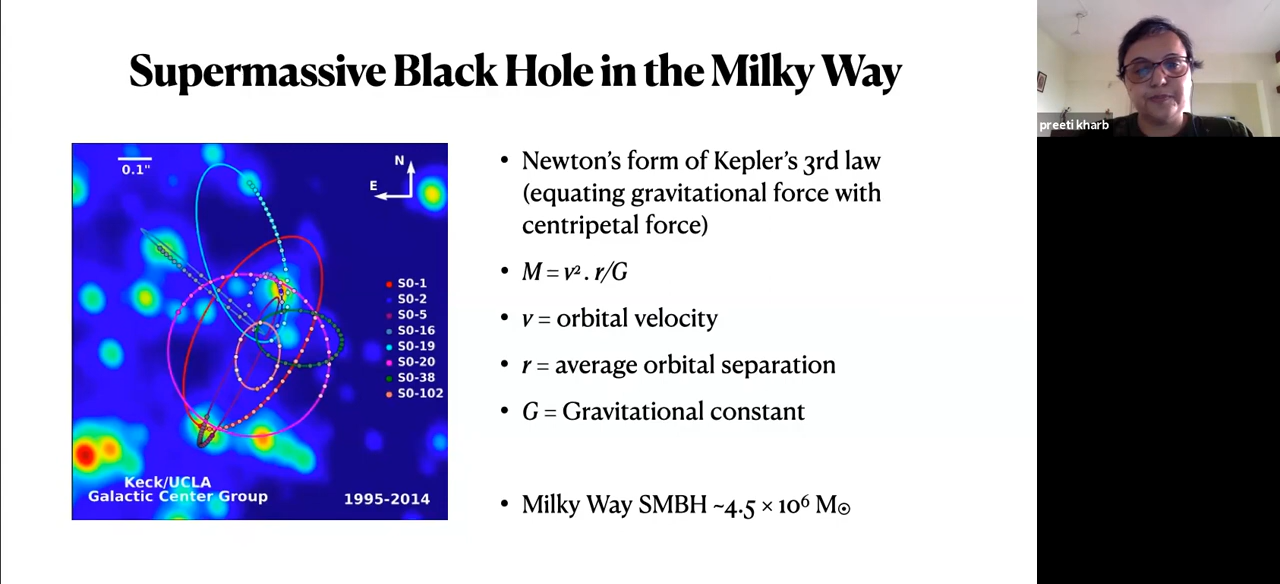 Supermassive Black Hole in the Milky Way
preeti kharb
0.1"
N
E
S0-1
S0-2
S0-5
S0-16
S0-19
S0-20
S0-38
S0-102
Keck/UCLA
Galactic Center Group
1995-2014
• Newton's form of Kepler's 3rd law
(equating gravitational force with
centripetal force)
• M = v² . r/G
• v = orbital velocity
• r = average orbital separation
• G = Gravitational constant
• Milky Way SMBH ~4.5 × 10⁶ M☉